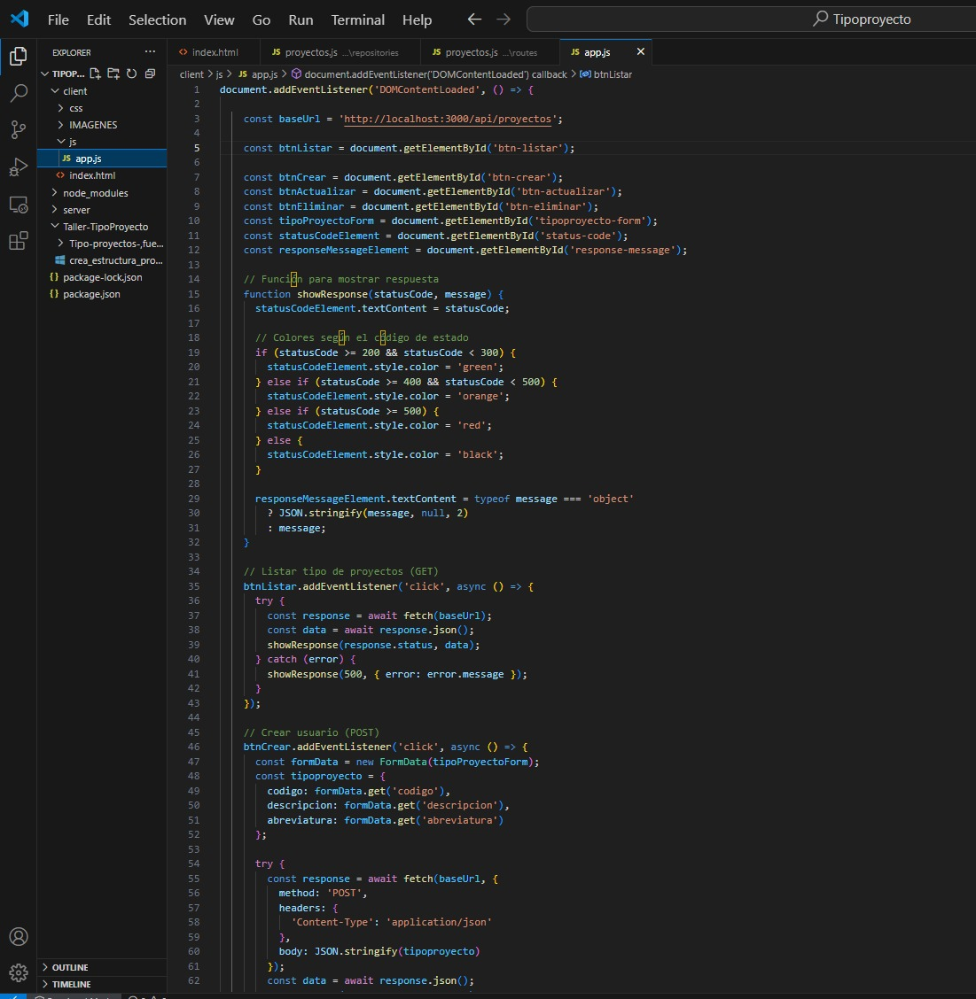 File Edit Selection View Go Run Terminal Help Tipoproyecto
EXPLORER
TIPOP...
client
css
IMAGENES
js
JS app.js
index.html
node_modules
server
Taller-TipoProyecto
Tipo-proyectos-,fue...
crea_estructura_pro...
package-lock.json
package.json
OUTLINE
TIMELINE
index.html JS proyectos.js ...\repositories JS proyectos.js ...\routes JS app.js
client > js > JS app.js > document.addEventListener('DOMContentLoaded') callback > btnListar
1 document.addEventListener('DOMContentLoaded', () => {
2
3 const baseUrl = 'http://localhost:3000/api/proyectos';
4
5 const btnListar = document.getElementById('btn-listar');
6
7 const btnCrear = document.getElementById('btn-crear');
8 const btnActualizar = document.getElementById('btn-actualizar');
9 const btnEliminar = document.getElementById('btn-eliminar');
10 const tipoProyectoForm = document.getElementById('tipoproyecto-form');
11 const statusCodeElement = document.getElementById('status-code');
12 const responseMessageElement = document.getElementById('response-message');
13
14 // Función para mostrar respuesta
15 function showResponse(statusCode, message) {
16 statusCodeElement.textContent = statusCode;
17
18 // Colores según el código de estado
19 if (statusCode >= 200 && statusCode < 300) {
20 statusCodeElement.style.color = 'green';
21 } else if (statusCode >= 400 && statusCode < 500) {
22 statusCodeElement.style.color = 'orange';
23 } else if (statusCode >= 500) {
24 statusCodeElement.style.color = 'red';
25 } else {
26 statusCodeElement.style.color = 'black';
27 }
28
29 responseMessageElement.textContent = typeof message === 'object'
30 ? JSON.stringify(message, null, 2)
31 : message;
32 }
33
34 // Listar tipo de proyectos (GET)
35 btnListar.addEventListener('click', async () => {
36 try {
37 const response = await fetch(baseUrl);
38 const data = await response.json();
39 showResponse(response.status, data);
40 } catch (error) {
41 showResponse(500, { error: error.message });
42 }
43 });
44
45 // Crear usuario (POST)
46 btnCrear.addEventListener('click', async () => {
47 const formData = new FormData(tipoProyectoForm);
48 const tipoproyecto = {
49 codigo: formData.get('codigo'),
50 descripcion: formData.get('descripcion'),
51 abreviatura: formData.get('abreviatura')
52 };
53
54 try {
55 const response = await fetch(baseUrl, {
56 method: 'POST',
57 headers: {
58 'Content-Type': 'application/json'
59 },
60 body: JSON.stringify(tipoproyecto)
61 });
62 const data = await response.json();